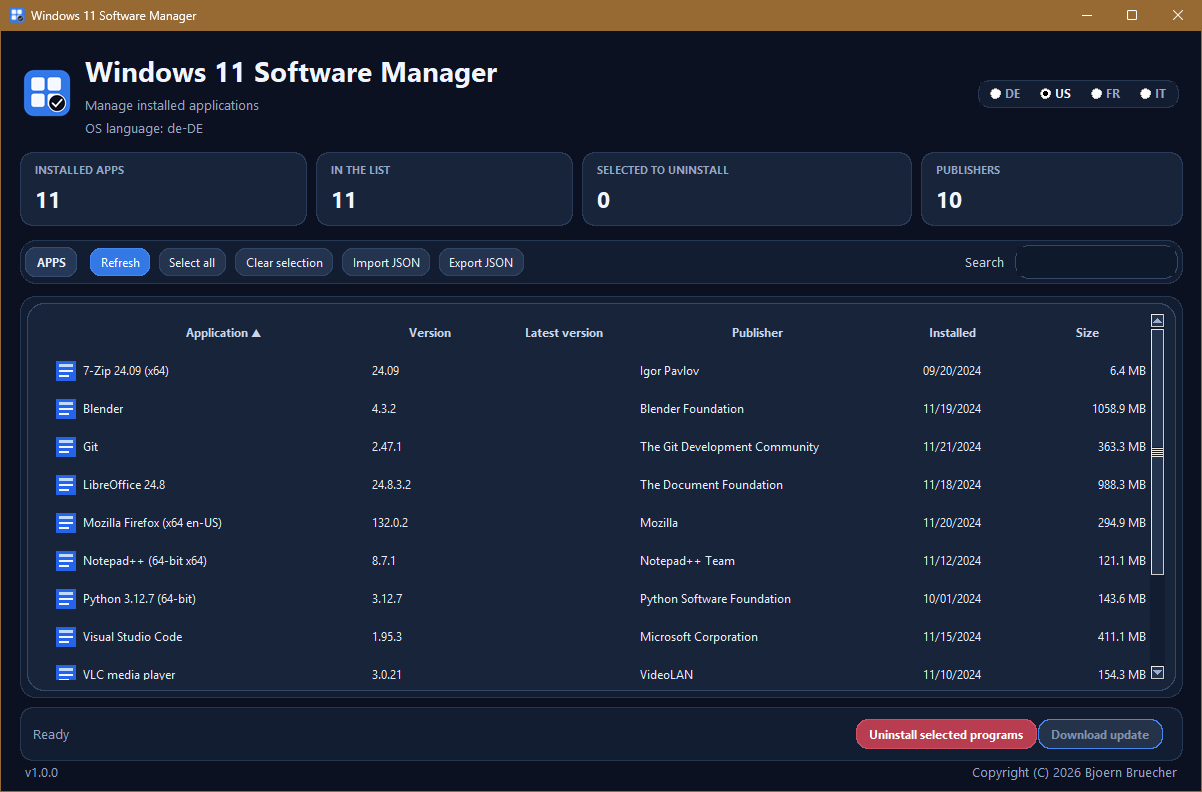 Windows 11 Software Manager
Windows 11 Software Manager
Manage installed applications
OS language: de-DE
DE US FR IT
INSTALLED APPS IN THE LIST SELECTED TO UNINSTALL PUBLISHERS
11 11 0 10
APPS Refresh Select all Clear selection Import JSON Export JSON Search
Application ▲ Version Latest version Publisher Installed Size
7-Zip 24.09 (x64) 24.09 Igor Pavlov 09/20/2024 6.4 MB
Blender 4.3.2 Blender Foundation 11/19/2024 1058.9 MB
Git 2.47.1 The Git Development Community 11/21/2024 363.3 MB
LibreOffice 24.8 24.8.3.2 The Document Foundation 11/18/2024 988.3 MB
Mozilla Firefox (x64 en-US) 132.0.2 Mozilla 11/20/2024 294.9 MB
Notepad++ (64-bit x64) 8.7.1 Notepad++ Team 11/12/2024 121.1 MB
Python 3.12.7 (64-bit) 3.12.7 Python Software Foundation 10/01/2024 143.6 MB
Visual Studio Code 1.95.3 Microsoft Corporation 11/15/2024 411.1 MB
VLC media player 3.0.21 VideoLAN 11/10/2024 154.3 MB
Ready Uninstall selected programs Download update
v1.0.0 Copyright (C) 2026 Bjoern Bruecher